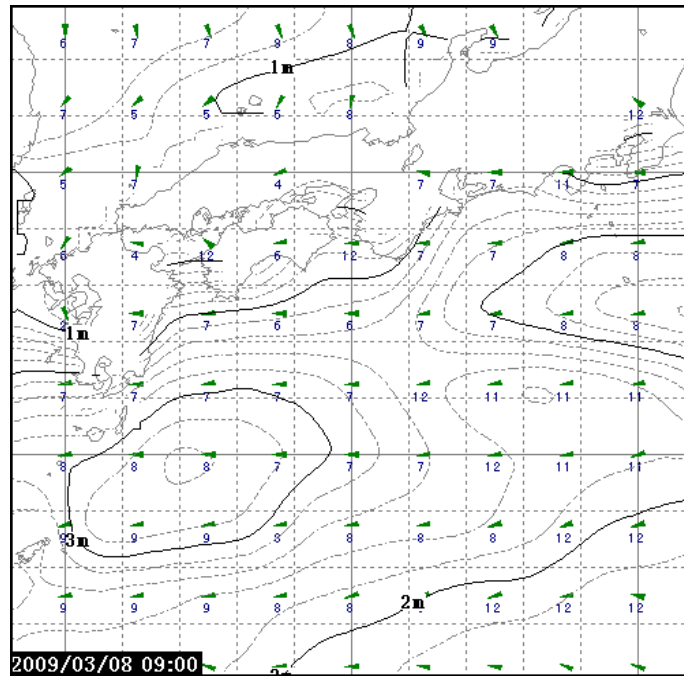 6 7 7 8 8 9 9
1m
7 5 5 5 8 12
5 7 4 7 7 11 7
6 4 12 6 12 7 7 8 8
7 7 6 6 7 7 8 8
1m
7 7 7 7 7 12 11 11 11
8 8 8 7 7 7 12 11 11
9 9 8 8 8 8 12 12
3m
9 9 9 8 8 12 12 12
2m
2009/03/08 09:00